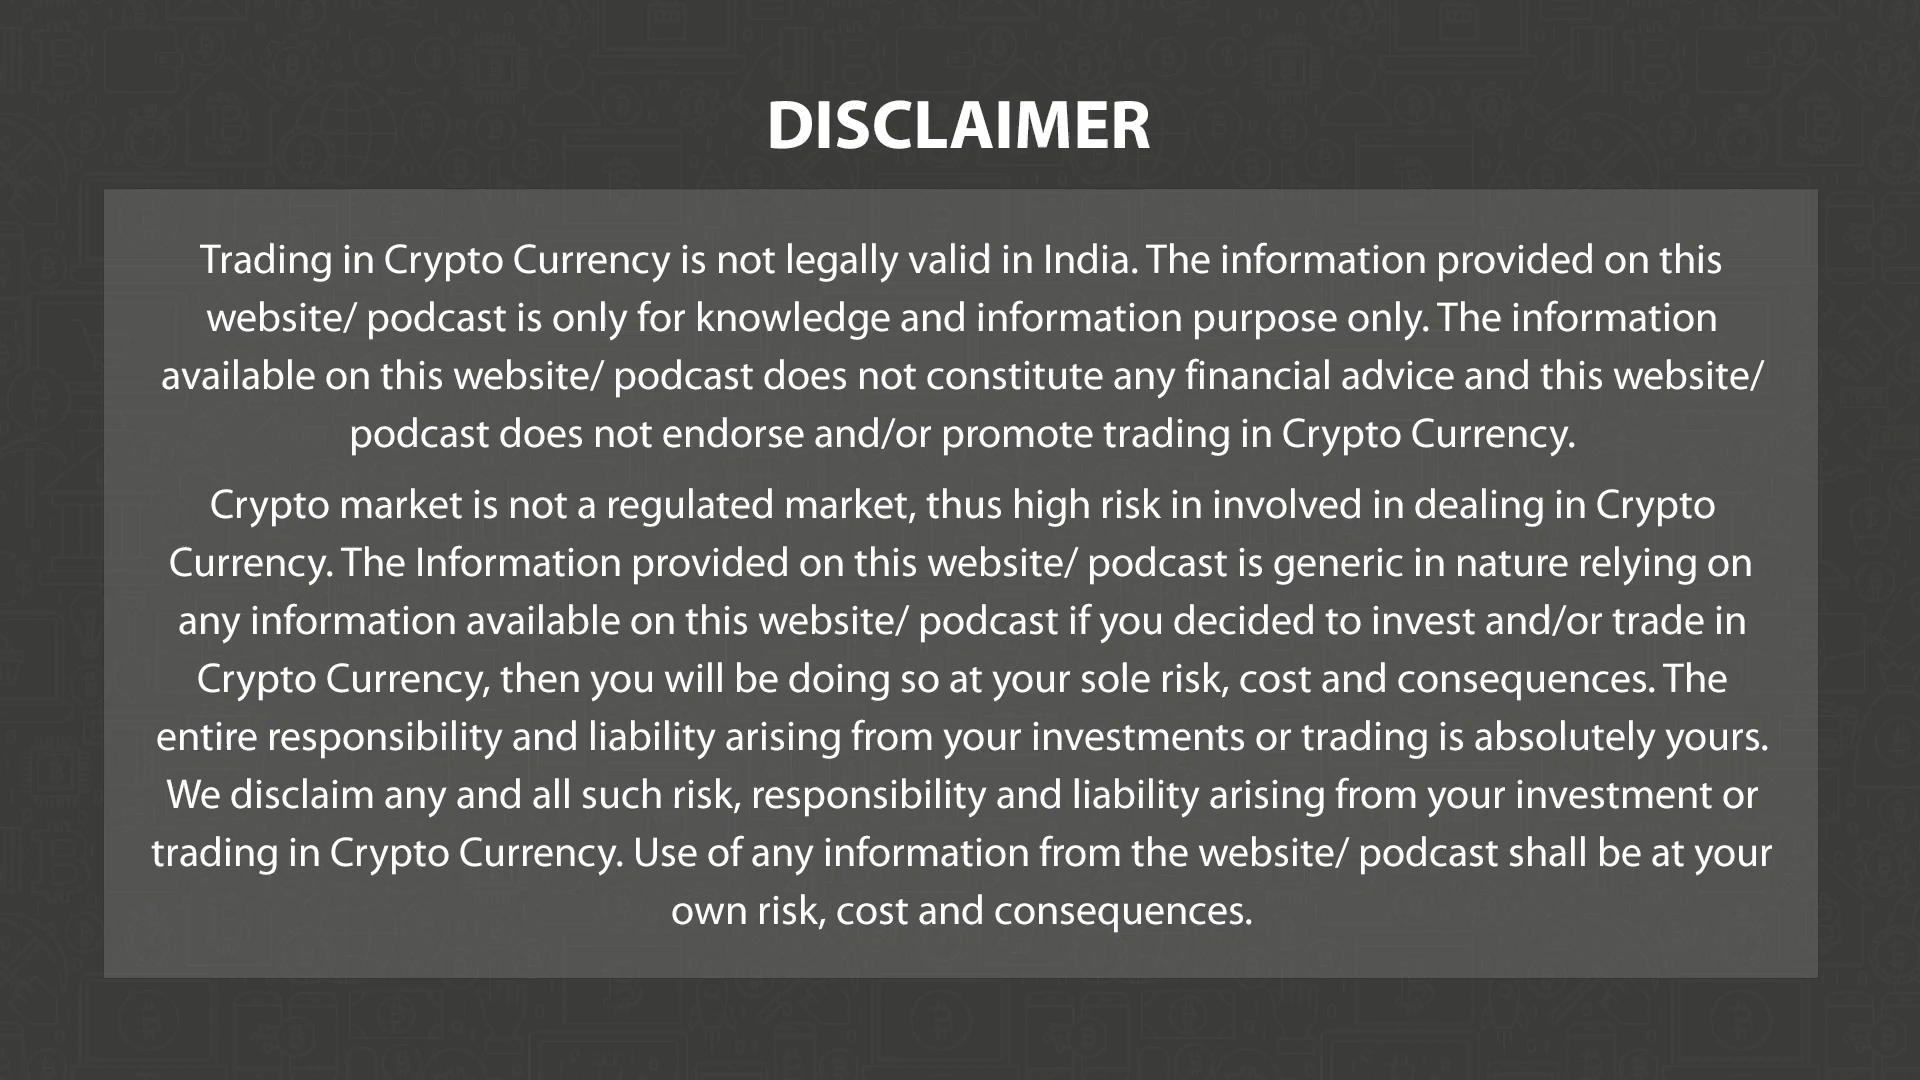 DISCLAIMER
Trading in Crypto Currency is not legally valid in India. The information provided on this
website/ podcast is only for knowledge and information purpose only. The information
available on this website/ podcast does not constitute any financial advice and this website/
podcast does not endorse and/or promote trading in Crypto Currency.
Crypto market is not a regulated market, thus high risk in involved in dealing in Crypto
Currency. The Information provided on this website/ podcast is generic in nature relying on
any information available on this website/ podcast if you decided to invest and/or trade in
Crypto Currency, then you will be doing so at your sole risk, cost and consequences. The
entire responsibility and liability arising from your investments or trading is absolutely yours.
We disclaim any and all such risk, responsibility and liability arising from your investment or
trading in Crypto Currency. Use of any information from the website/ podcast shall be at your
own risk, cost and consequences.